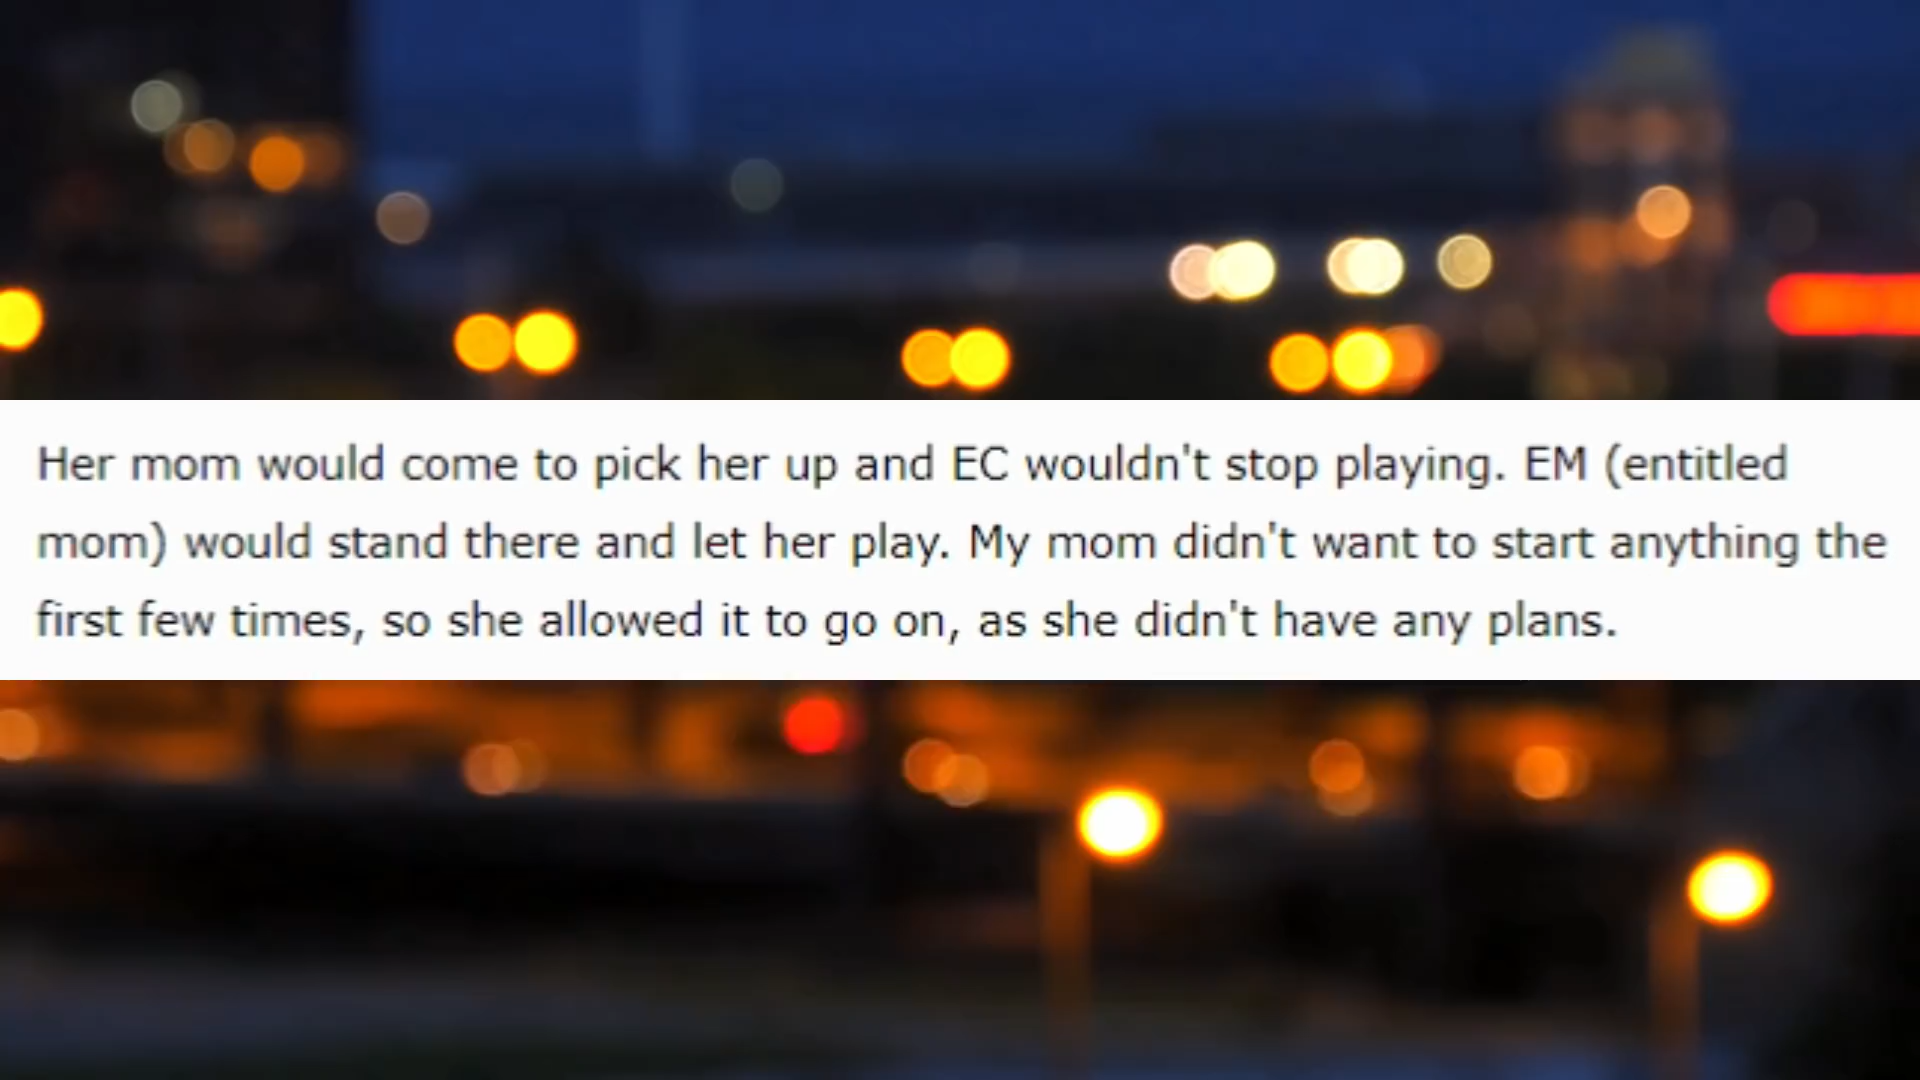 Her mom would come to pick her up and EC wouldn't stop playing. EM (entitled
mom) would stand there and let her play. My mom didn't want to start anything the
first few times, so she allowed it to go on, as she didn't have any plans.